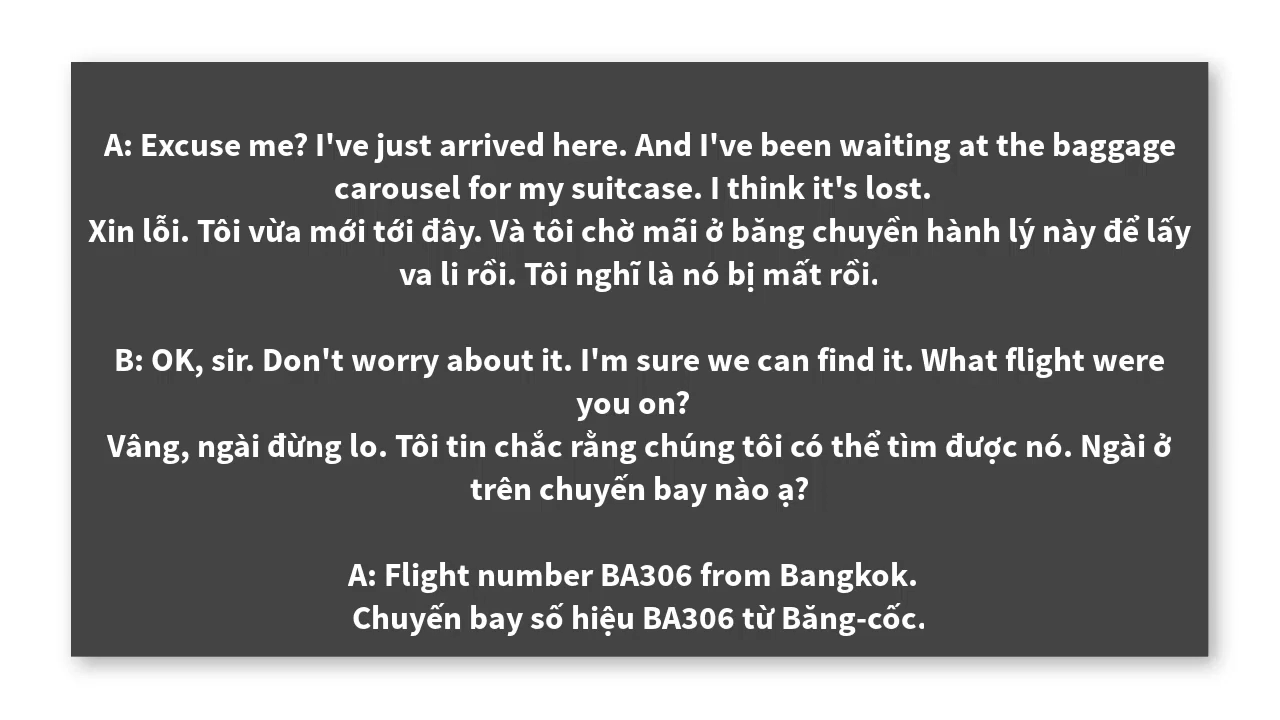 A: Excuse me? I've just arrived here. And I've been waiting at the baggage
carousel for my suitcase. I think it's lost.
Xin lỗi. Tôi vừa mới tới đây. Và tôi chờ mãi ở băng chuyền hành lý này để lấy
va li rồi. Tôi nghĩ là nó bị mất rồi.
B: OK, sir. Don't worry about it. I'm sure we can find it. What flight were
you on?
Vâng, ngài đừng lo. Tôi tin chắc rằng chúng tôi có thể tìm được nó. Ngài ở
trên chuyến bay nào ạ?
A: Flight number BA306 from Bangkok.
Chuyến bay số hiệu BA306 từ Băng-cốc.